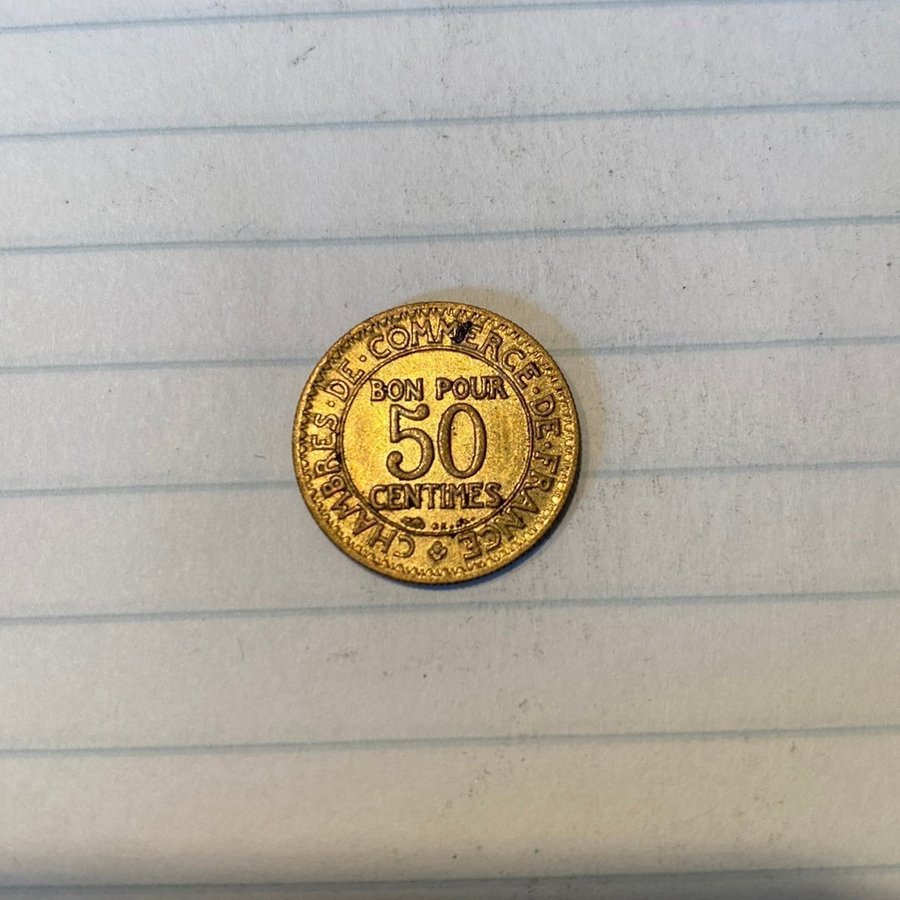 CHAMBRES·DE·COMMERCE·DE·FRANCE
BON POUR
50
CENTIMES